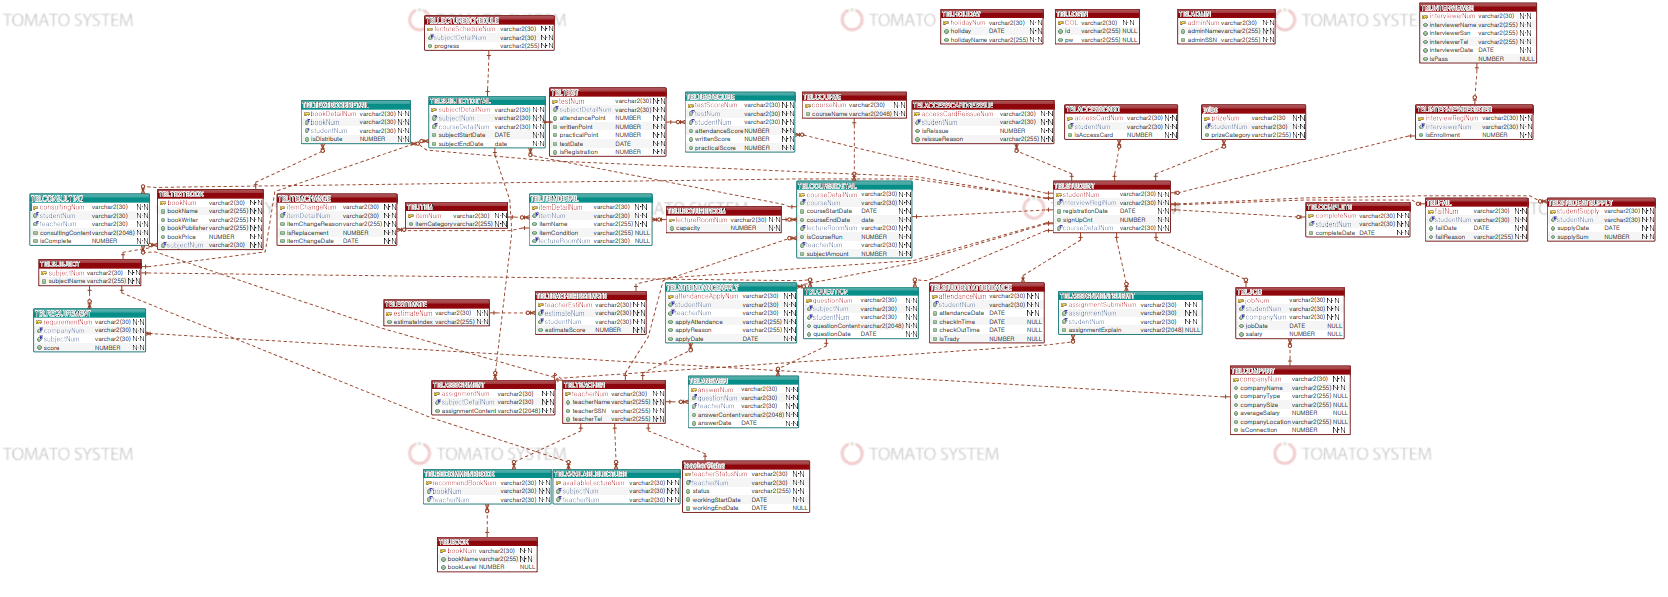 TOMATO SYSTEM
TOMATO SYSTEM
TOMATO SYSTEM
TOMATO SYSTEM
TBLLECTURESCHEDULE
lectureScheduleNum varchar2(30) N-N
subjectDetailNum varchar2(30) N-N
progress varchar2(255) N-N
TBLHOLIDAY
holidayNum varchar2(30) N-N
holiday DATE N-N
holidayName varchar2(255) N-N
TBLLOGIN
COL varchar2(30) N-N
id varchar2(255) NULL
pw varchar2(255) NULL
TBLADMIN
adminNum varchar2(30) N-N
adminName varchar2(255) N-N
adminSSN varchar2(255) N-N
TBLINTERVIEWER
interviewerNum varchar2(30) N-N
interviewerName varchar2(255) N-N
interviewerSsn varchar2(255) N-N
interviewerTel varchar2(255) N-N
interviewerDate DATE N-N
isPass NUMBER NULL
bookDetailNum varchar2(30) N-N
bookNum varchar2(30) N-N
studentNum varchar2(30) N-N
isDistribute NUMBER N-N
TBLSUBJECTDETAIL
subjectDetailNum varchar2(30) N-N
subjectNum varchar2(30) N-N
courseDetailNum varchar2(30) N-N
subjectStartDate DATE N-N
subjectEndDate date N-N
TBLTEST
testNum varchar2(30) N-N
subjectDetailNum varchar2(30) N-N
attendancePoint NUMBER N-N
writtenPoint NUMBER N-N
practicalPoint NUMBER N-N
testDate DATE N-N
isRegistration NUMBER N-N
TBLTESTSCORE
testScoreNum varchar2(30) N-N
testNum varchar2(30) N-N
studentNum varchar2(30) N-N
attendanceScore NUMBER N-N
writtenScore NUMBER N-N
practicalScore NUMBER N-N
TBLCOURSE
courseNum varchar2(30) N-N
courseName varchar2(2048) N-N
TBLACCESSCARDREISSUE
accessCardReissueNum varchar2(30) N-N
studentNum varchar2(30) N-N
isReissue NUMBER N-N
reissueReason varchar2(255) N-N
TBLACCESSCARD
accessCardNum varchar2(30) N-N
studentNum varchar2(30) N-N
isAccessCard NUMBER N-N
prize
prizeNum varchar2(30) N-N
studentNum varchar2(30) N-N
prizeCategory varchar2(255) N-N
TBLINTERVIEWREGISTER
interviewRegiNum varchar2(30) N-N
interviewerNum varchar2(30) N-N
isEnrollment NUMBER N-N
TBLCONSULTING
consultingNum varchar2(30) N-N
studentNum varchar2(30) N-N
teacherNum varchar2(30) N-N
consultingContent varchar2(2048) N-N
isComplete NUMBER N-N
TBLTEXTBOOK
bookNum varchar2(30) N-N
bookName varchar2(255) N-N
bookWriter varchar2(255) N-N
bookPublisher varchar2(255) N-N
bookPrice NUMBER N-N
subjectNum varchar2(30) N-N
TBLITEMCHANGE
itemChangeNum varchar2(30) N-N
itemDetailNum varchar2(30) N-N
itemChangeReason varchar2(255) N-N
isReplacement NUMBER N-N
itemChangeDate DATE N-N
TBLITEM
itemNum varchar2(30) N-N
itemCategory varchar2(255) N-N
TBLITEMDETAIL
itemDetailNum varchar2(30) N-N
itemNum varchar2(30) N-N
itemName varchar2(255) N-N
itemCondition varchar2(255) N-N
lectureRoomNum varchar2(30) NULL
TBLLECTUREROOM
lectureRoomNum varchar2(30) N-N
capacity NUMBER N-N
TBLCOURSEDETAIL
courseDetailNum varchar2(30) N-N
courseNum varchar2(30) N-N
courseStartDate DATE N-N
courseEndDate date N-N
lectureRoomNum varchar2(30) N-N
isCourseRun NUMBER N-N
teacherNum varchar2(30) N-N
subjectAmount NUMBER N-N
TBLSTUDENT
studentNum varchar2(30) N-N
interviewRegiNum varchar2(30) N-N
registrationDate DATE N-N
signUpCnt NUMBER N-N
courseDetailNum varchar2(30) N-N
TBLCOMPLETE
completeNum varchar2(30) N-N
studentNum varchar2(30) N-N
completeDate DATE N-N
TBLFAIL
failNum varchar2(30) N-N
studentNum varchar2(30) N-N
failDate DATE N-N
failReason varchar2(255) N-N
TBLSTUDENTSUPPLY
studentSupply varchar2(30) N-N
studentNum varchar2(30) N-N
supplyDate DATE N-N
supplySum NUMBER N-N
TBLSUBJECT
subjectNum varchar2(30) N-N
subjectName varchar2(255) N-N
TBLREQUIREMENT
requirementNum varchar2(30) N-N
companyNum varchar2(30) N-N
subjectNum varchar2(30) N-N
score NUMBER N-N
TBLESTIMATE
estimateNum varchar2(30) N-N
estimateIndex varchar2(255) N-N
TBLTEACHERESTIMATE
teacherEstiNum varchar2(30) N-N
estimateNum varchar2(30) N-N
studentNum varchar2(30) N-N
estimateScore NUMBER N-N
TBLATTENDANCEAPPLY
attendanceApplyNum varchar2(30) N-N
studentNum varchar2(30) N-N
teacherNum varchar2(30) N-N
applyAttendance varchar2(255) N-N
applyReason varchar2(255) N-N
applyDate DATE N-N
TBLQUESTION
questionNum varchar2(30) N-N
subjectNum varchar2(30) N-N
studentNum varchar2(30) N-N
questionContent varchar2(2048) N-N
questionDate DATE N-N
TBLSTUDENTATTENDANCE
attendanceNum varchar2(30) N-N
studentNum varchar2(30) N-N
attendanceDate DATE N-N
checkInTime DATE NULL
checkOutTime DATE NULL
isTrady NUMBER NULL
TBLASSIGNMENTSUBMIT
assignmentSubmitNum varchar2(30) N-N
assignmentNum varchar2(30) N-N
studentNum varchar2(30) N-N
assignmentExplain varchar2(2048) NULL
TBLJOB
jobNum varchar2(30) N-N
studentNum varchar2(30) N-N
companyNum varchar2(30) N-N
jobDate DATE NULL
salary NUMBER NULL
TBLASSIGNMENT
assignmentNum varchar2(30) N-N
subjectDetailNum varchar2(30) N-N
assignmentContent varchar2(2048) N-N
TBLTEACHER
teacherNum varchar2(30) N-N
teacherName varchar2(255) N-N
teacherSSN varchar2(255) N-N
teacherTel varchar2(255) N-N
TBLANSWER
answerNum varchar2(30) N-N
questionNum varchar2(30) N-N
teacherNum varchar2(30) N-N
answerContent varchar2(2048) N-N
answerDate DATE N-N
TBLCOMPANY
companyNum varchar2(30) N-N
companyName varchar2(255) N-N
companyType varchar2(255) NULL
companySize varchar2(255) NULL
averageSalary NUMBER NULL
companyLocation varchar2(255) NULL
isConnection NUMBER N-N
TOMATO SYSTEM
TOMATO SYSTEM
TOMATO SYSTEM
TOMATO SYSTEM
TBLRECOMMENDBOOK
recommendBookNum varchar2(30) N-N
bookNum varchar2(30) N-N
teacherNum varchar2(30) N-N
TBLAVAILABLELECTURE
availableLectureNum varchar2(30) N-N
subjectNum varchar2(30) N-N
teacherNum varchar2(30) N-N
teacherStatus
teacherStatusNum varchar2(30) N-N
teacherNum varchar2(30) N-N
status varchar2(255) N-N
workingStartDate DATE N-N
workingEndDate DATE NULL
TBLBOOK
bookNum varchar2(30) N-N
bookName varchar2(255) N-N
bookLevel NUMBER NULL